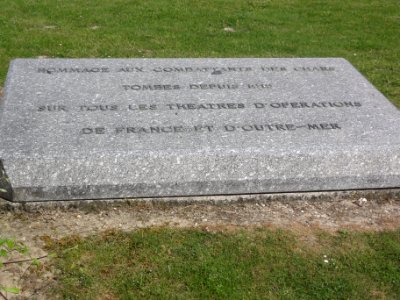 HOMMAGE AUX COMBATTANTS DES CHARS
TOMBES DEPUIS
SUR TOUS LES THEATRES D'OPERATIONS
DE FRANCE ET D'OUTRE-MER